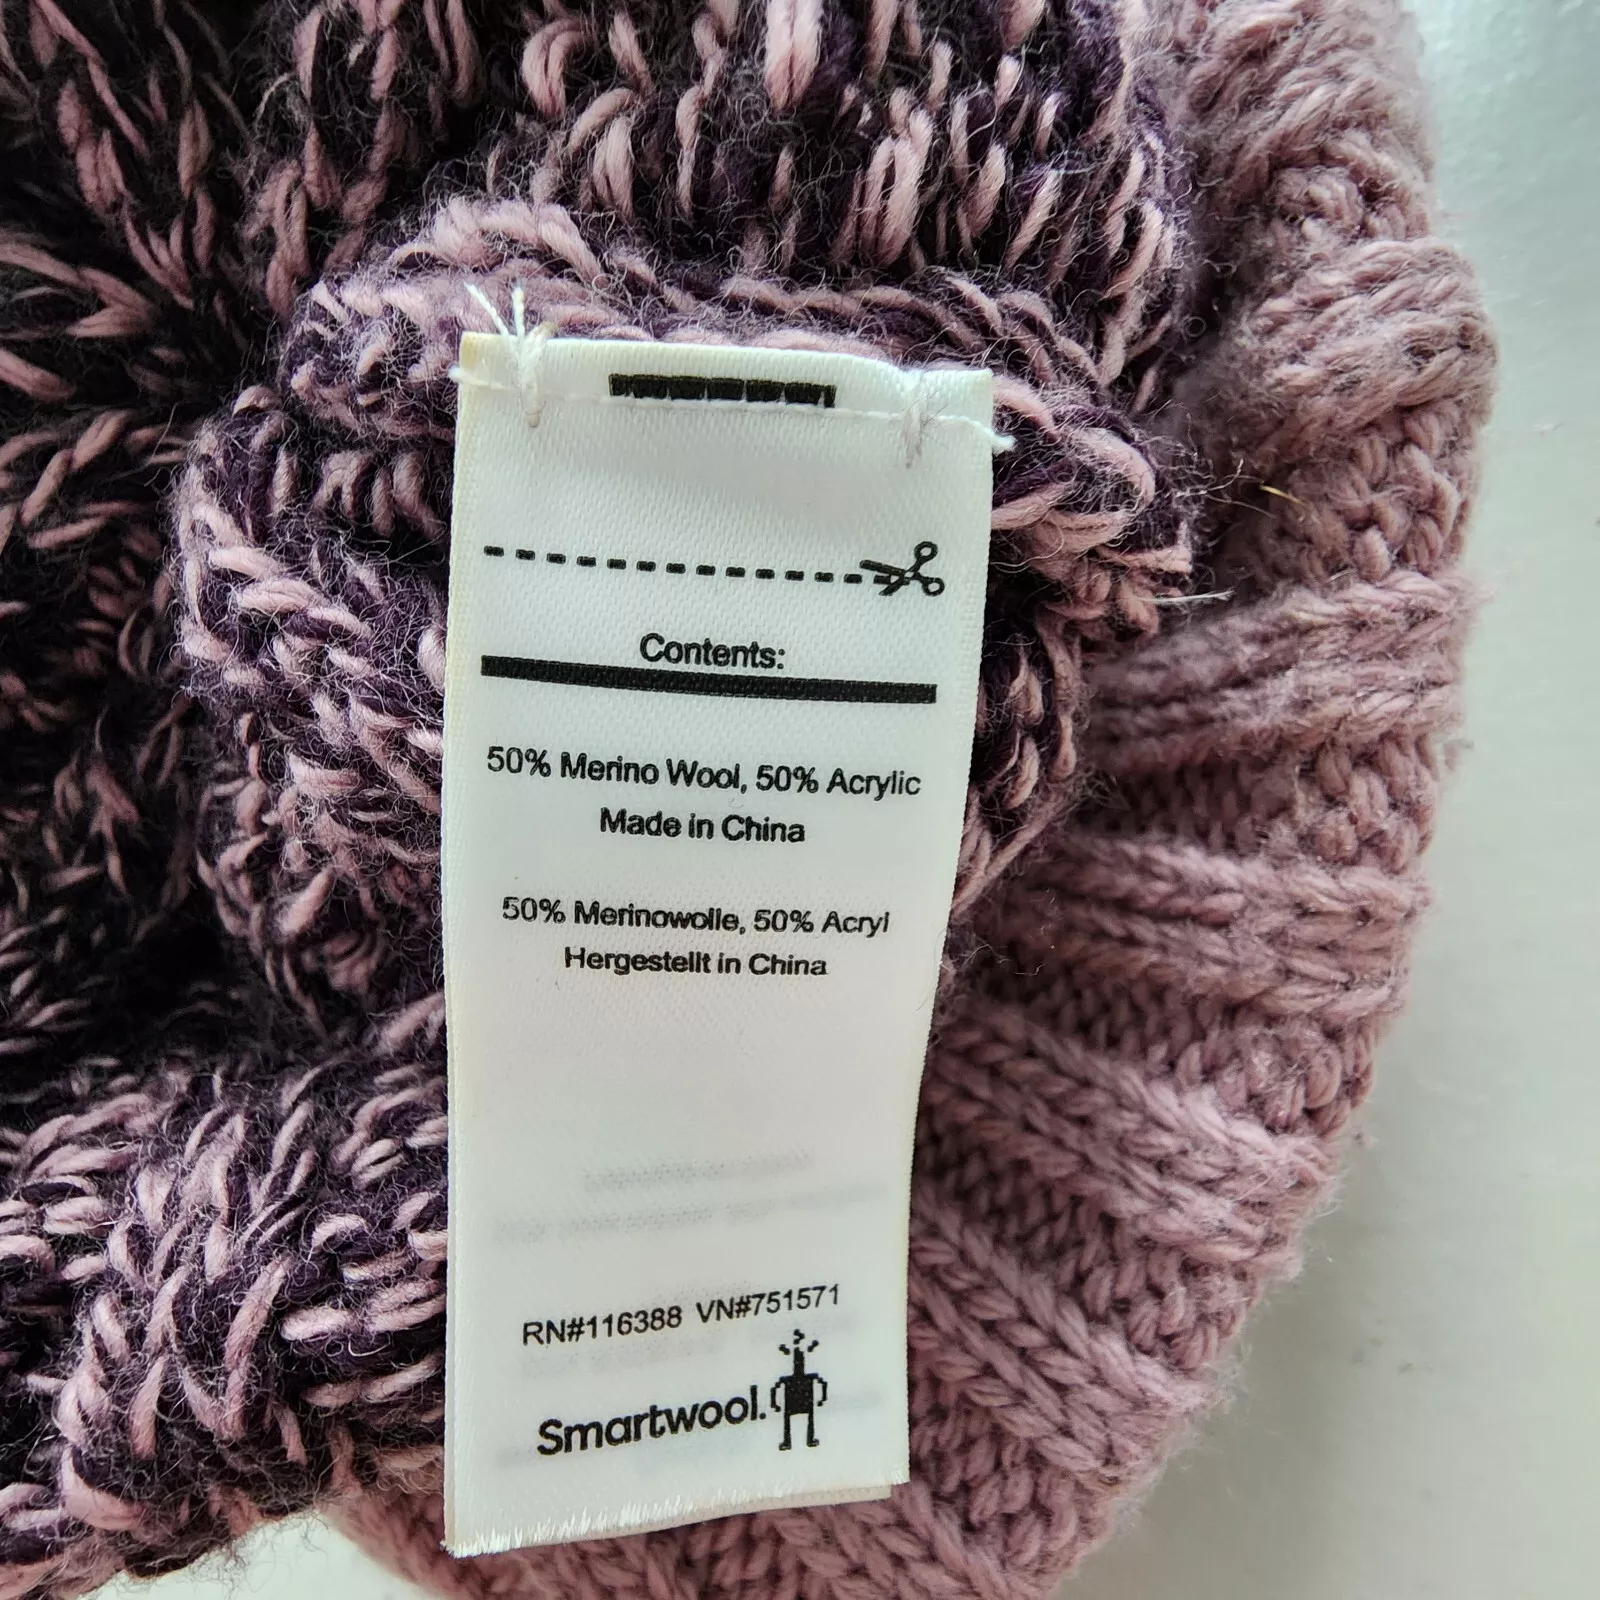 Contents:
50% Merino Wool, 50% Acrylic
Made in China
50% Merinowolle, 50% Acryl
Hergestellt in China
RN#116388 VN#751571
Smartwool.